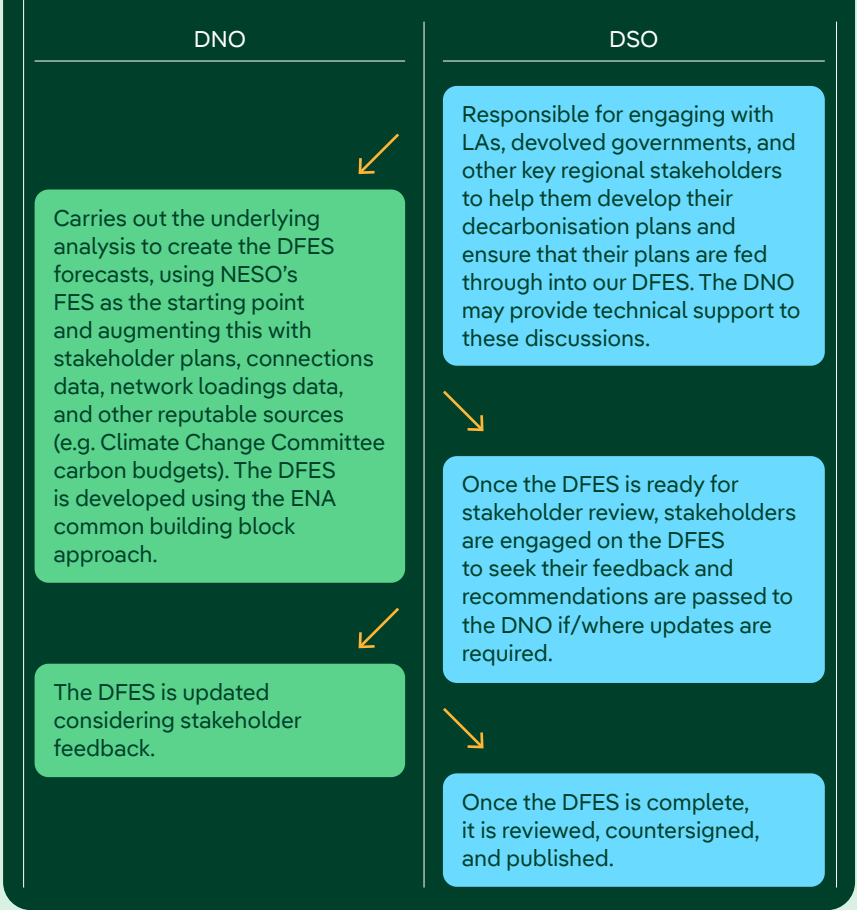 DNO
DSO
Responsible for engaging with
LAs, devolved governments, and
other key regional stakeholders
to help them develop their
decarbonisation plans and
ensure that their plans are fed
through into our DFES. The DNO
may provide technical support to
these discussions.
Carries out the underlying
analysis to create the DFES
forecasts, using NESO’s
FES as the starting point
and augmenting this with
stakeholder plans, connections
data, network loadings data,
and other reputable sources
(e.g. Climate Change Committee
carbon budgets). The DFES
is developed using the ENA
common building block
approach.
Once the DFES is ready for
stakeholder review, stakeholders
are engaged on the DFES
to seek their feedback and
recommendations are passed to
the DNO if/where updates are
required.
The DFES is updated
considering stakeholder
feedback.
Once the DFES is complete,
it is reviewed, countersigned,
and published.